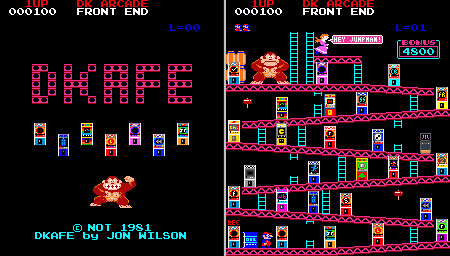 1UP DK ARCADE
000100 FRONT END
L=00
DKAFE
© NOT 1981
DKAFE by JON WILSON
1UP DK ARCADE
000100 FRONT END
L=01
HEY JUMPMAN!
BONUS
4800